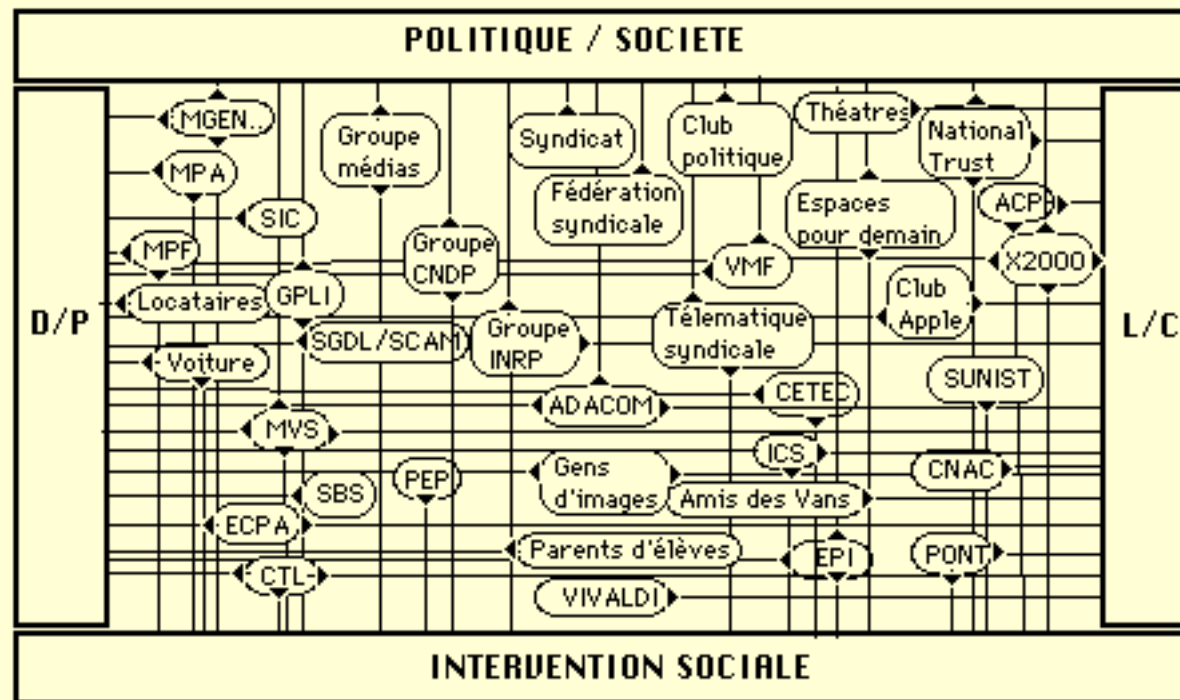 POLITIQUE / SOCIETE
D/P
L/C
MGEN.
Groupe
médias
Syndicat
Club
politique
Théatres
National
Trust
MPA
Fédération
syndicale
Espaces
pour demain
ACP
SIC
MPF
Groupe
CNDP
VMF
X2000
Locataires
GPLI
Club
Apple
SGDL/SCAM
Groupe
INRP
Télematique
syndicale
Voiture
SUNIST
ADACOM
CETEC
MVS
ICS
PEP
Gens
d'images
CNAC
SBS
Amis des Vans
ECPA
Parents d'élèves
EPI
PONT
CTL
VIVALDI
INTERVENTION SOCIALE